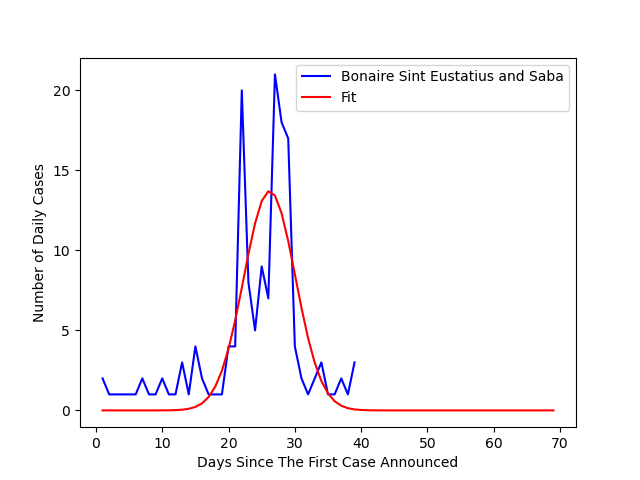 Bonaire Sint Eustatius and Saba
Fit
20
15
10
5
0
Number of Daily Cases
0 10 20 30 40 50 60 70
Days Since The First Case Announced